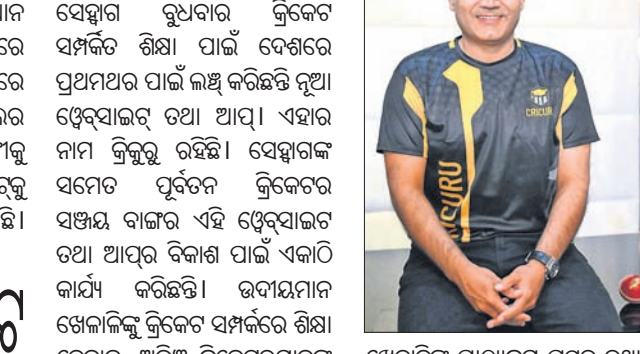 ସେହ୍ୱାଗ ବୁଧବାର କ୍ରିକେଟ
ସମ୍ପର୍କିତ ଶିକ୍ଷା ପାଇଁ ଦେଶରେ
ପ୍ରଥମଥର ପାଇଁ ଲଞ୍ଚ୍ କରିଛନ୍ତି ନୂଆ
ୱେବ୍‌ସାଇଟ୍ ତଥା ଆପ୍। ଏହାର
ନାମ କ୍ରିକୁରୁ ରହିଛି। ସେହ୍ୱାଗଙ୍କ
ସମେତ ପୂର୍ବତନ କ୍ରିକେଟର
ସଞ୍ଜୟ ବାଙ୍ଗର ଏହି ୱେବ୍‌ସାଇଟ
ତଥା ଆପ୍‌ର ବିକାଶ ପାଇଁ ଏକାଠି
କାର୍ଯ୍ୟ କରିଛନ୍ତି। ଉଦୀୟମାନ
ଖେଳାଳିଙ୍କୁ କ୍ରିକେଟ ସମ୍ପର୍କରେ ଶିକ୍ଷା
CRICURU